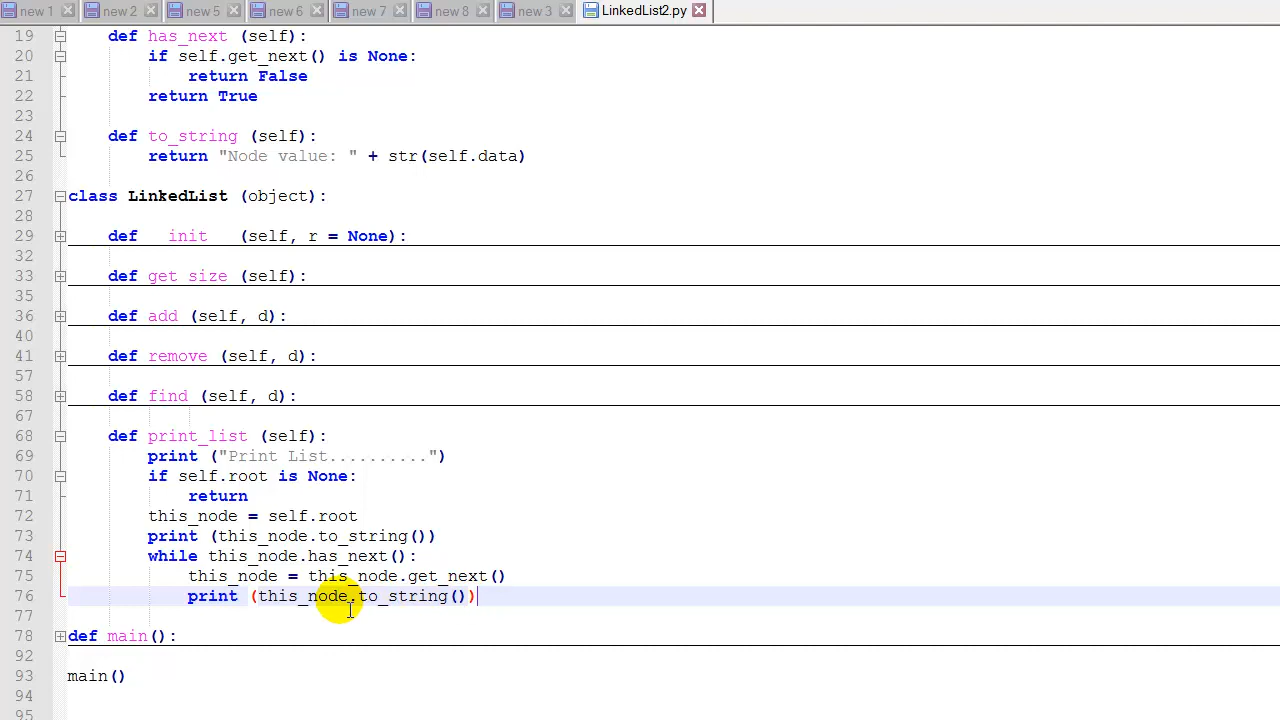 new 1 new 2 new 5 new 6 new 7 new 8 new 3 LinkedList2.py
19 def has_next (self):
20 if self.get_next() is None:
21 return False
22 return True
23
24 def to_string (self):
25 return "Node value: " + str(self.data)
26
27 class LinkedList (object):
28
29 def __init__ (self, r = None):
32
33 def get_size (self):
35
36 def add (self, d):
40
41 def remove (self, d):
57
58 def find (self, d):
67
68 def print_list (self):
69 print ("Print List..........")
70 if self.root is None:
71 return
72 this_node = self.root
73 print (this_node.to_string())
74 while this_node.has_next():
75 this_node = this_node.get_next()
76 print (this_node.to_string())
77
78 def main():
92
93 main()
94
95